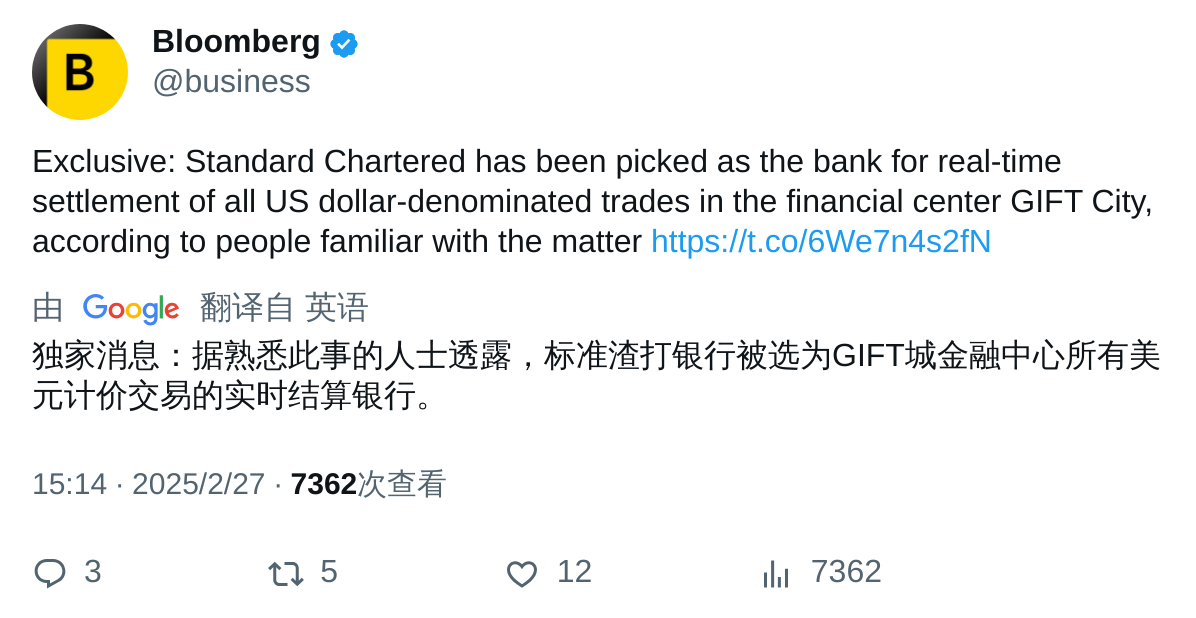 B
Bloomberg
@business
Exclusive: Standard Chartered has been picked as the bank for real-time
settlement of all US dollar-denominated trades in the financial center GIFT City,
according to people familiar with the matter https://t.co/6We7n4s2fN
由 Google 翻译自 英语
独家消息：据熟悉此事的人士透露，标准渣打银行被选为GIFT城金融中心所有美
元计价交易的实时结算银行。
15:14 · 2025/2/27 · 7362次查看
3 5 12 7362